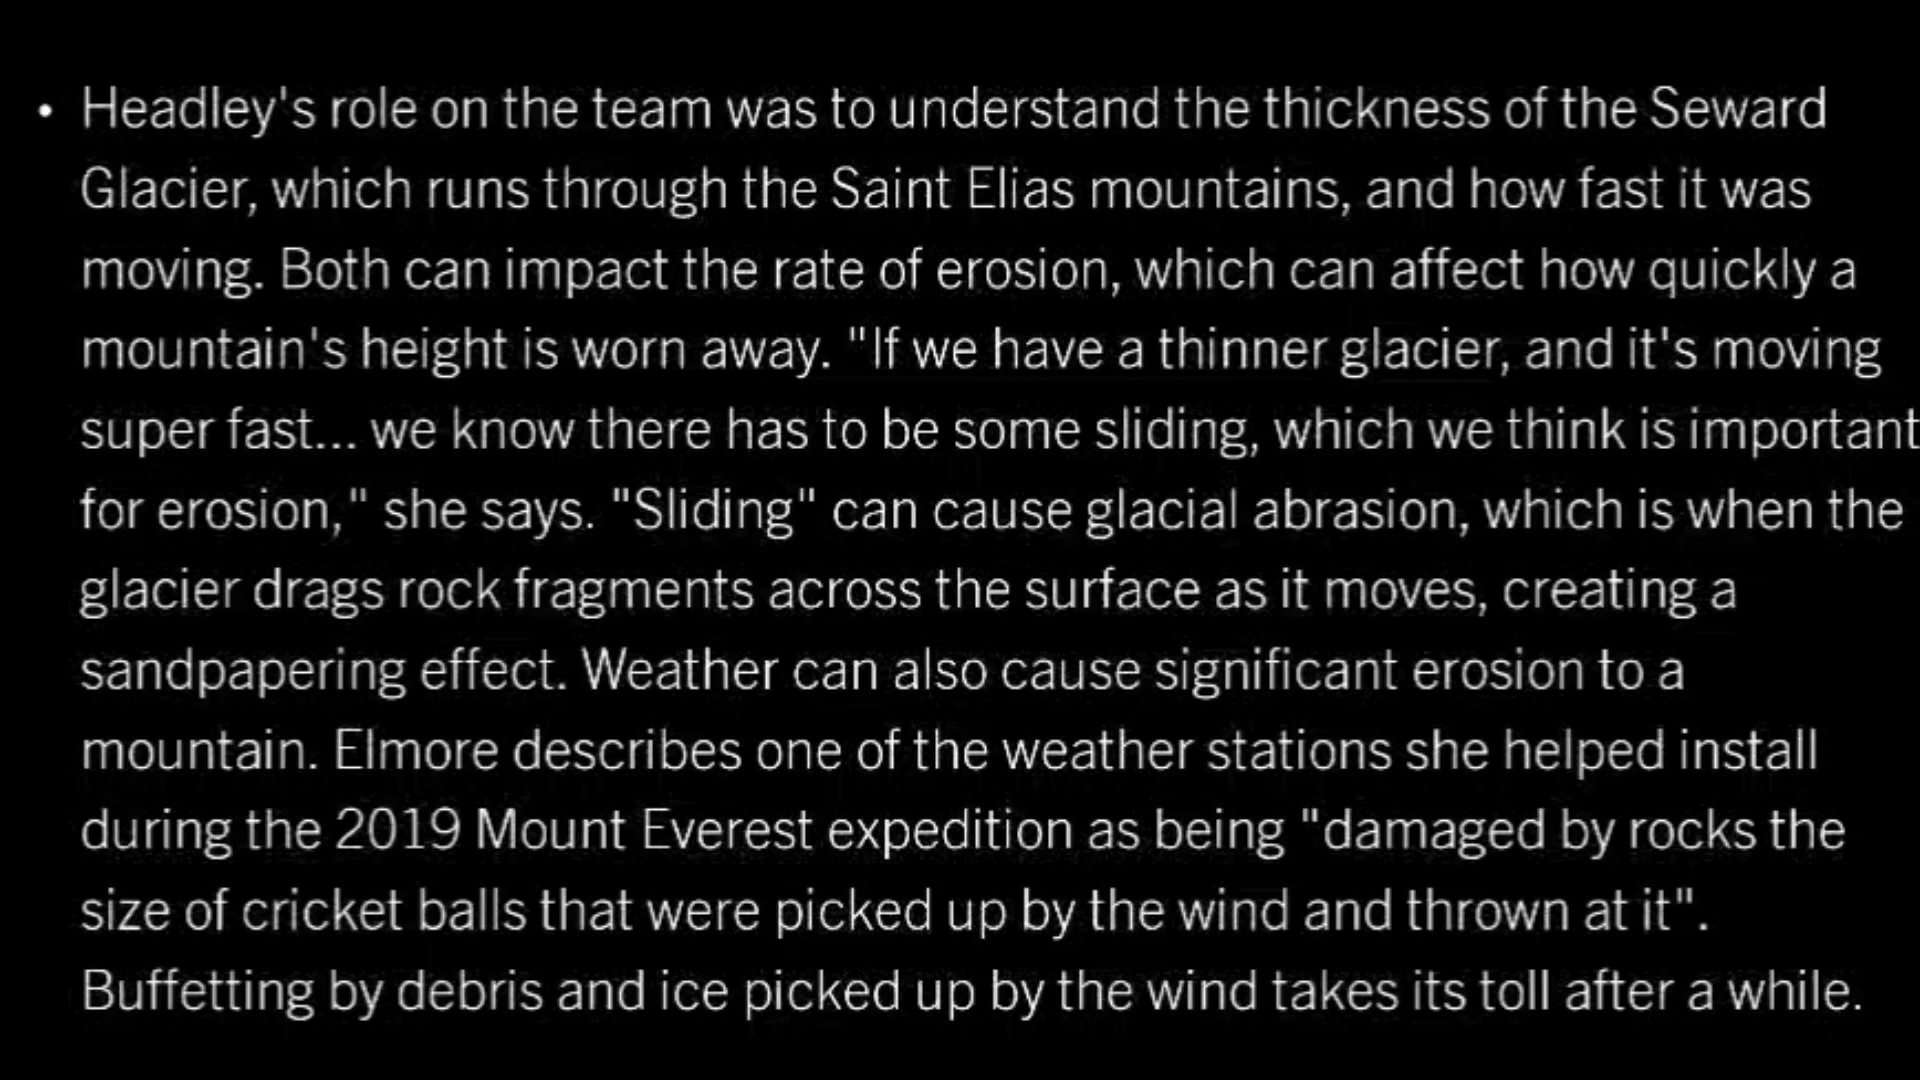 • Headley's role on the team was to understand the thickness of the Seward
Glacier, which runs through the Saint Elias mountains, and how fast it was
moving. Both can impact the rate of erosion, which can affect how quickly a
mountain's height is worn away. "If we have a thinner glacier, and it's moving
super fast... we know there has to be some sliding, which we think is important
for erosion," she says. "Sliding" can cause glacial abrasion, which is when the
glacier drags rock fragments across the surface as it moves, creating a
sandpapering effect. Weather can also cause significant erosion to a
mountain. Elmore describes one of the weather stations she helped install
during the 2019 Mount Everest expedition as being "damaged by rocks the
size of cricket balls that were picked up by the wind and thrown at it".
Buffetting by debris and ice picked up by the wind takes its toll after a while.